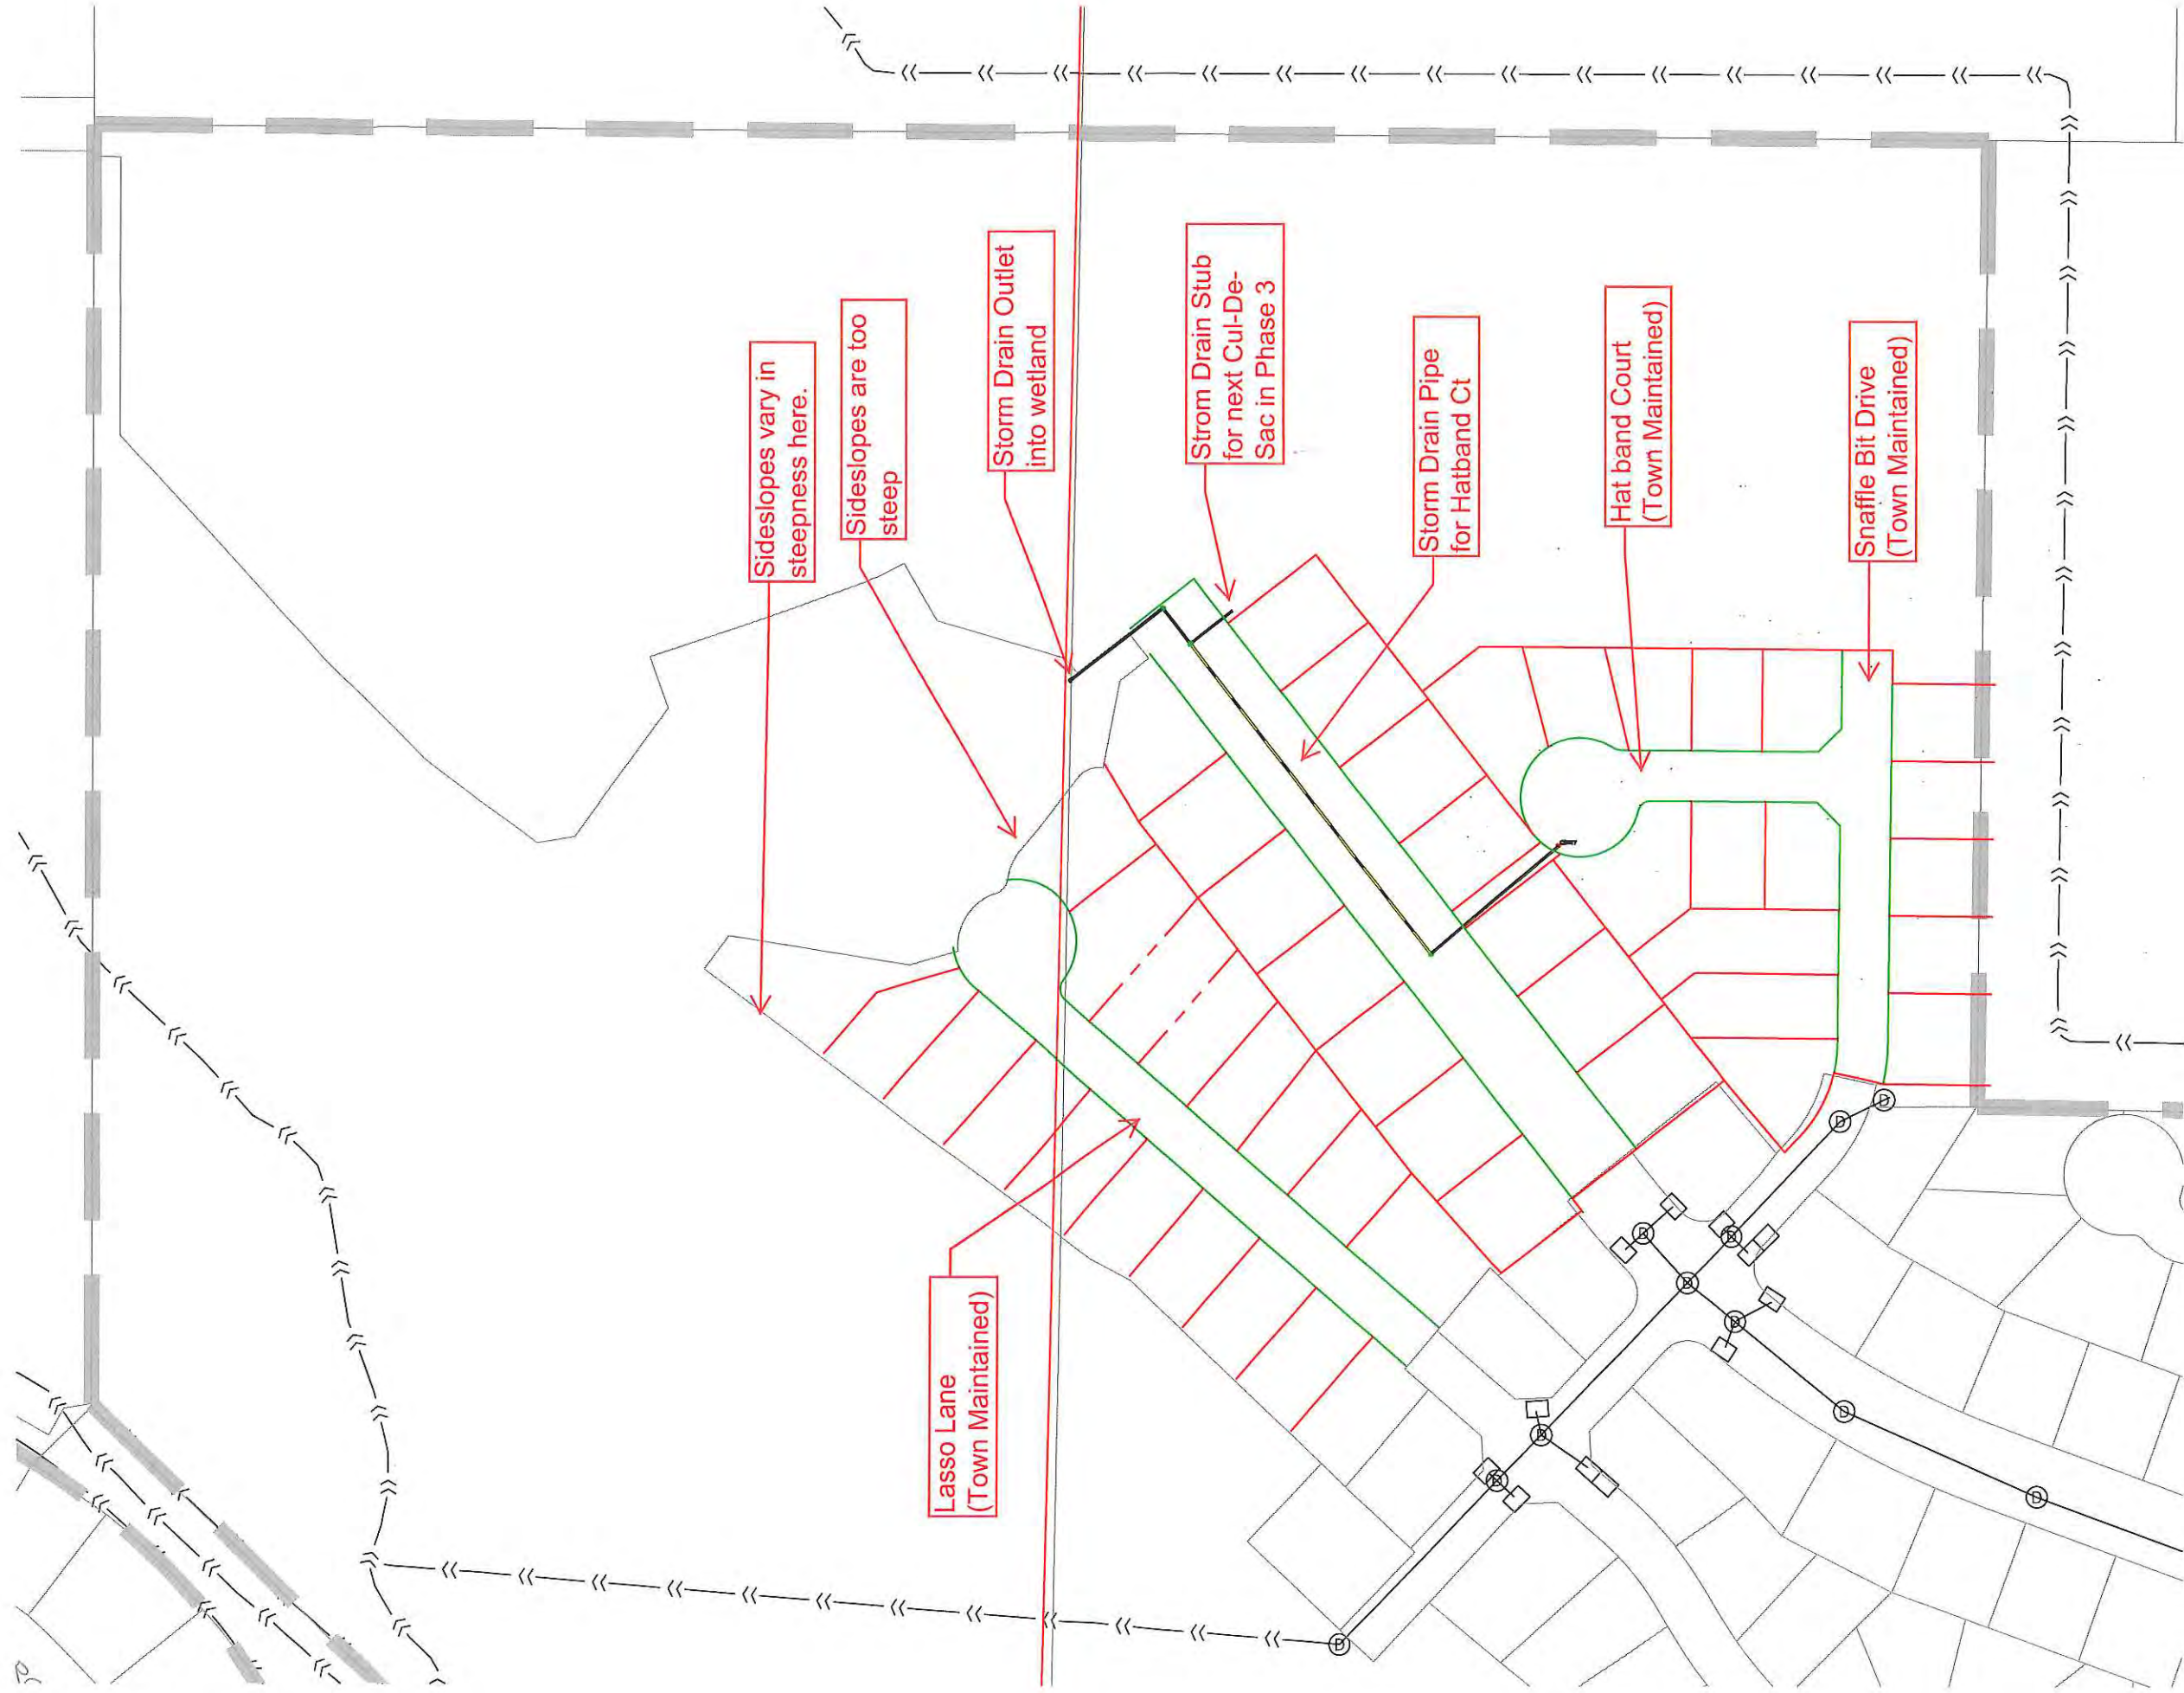 Sideslopes vary in
steepness here.
Sideslopes are too
steep
Storm Drain Outlet
into wetland
Strom Drain Stub
for next Cul-De-
Sac in Phase 3
Storm Drain Pipe
for Hatband Ct
Hat band Court
(Town Maintained)
Snaffle Bit Drive
(Town Maintained)
Lasso Lane
(Town Maintained)
D
D
D
D
D
D
D
D
D
D
D